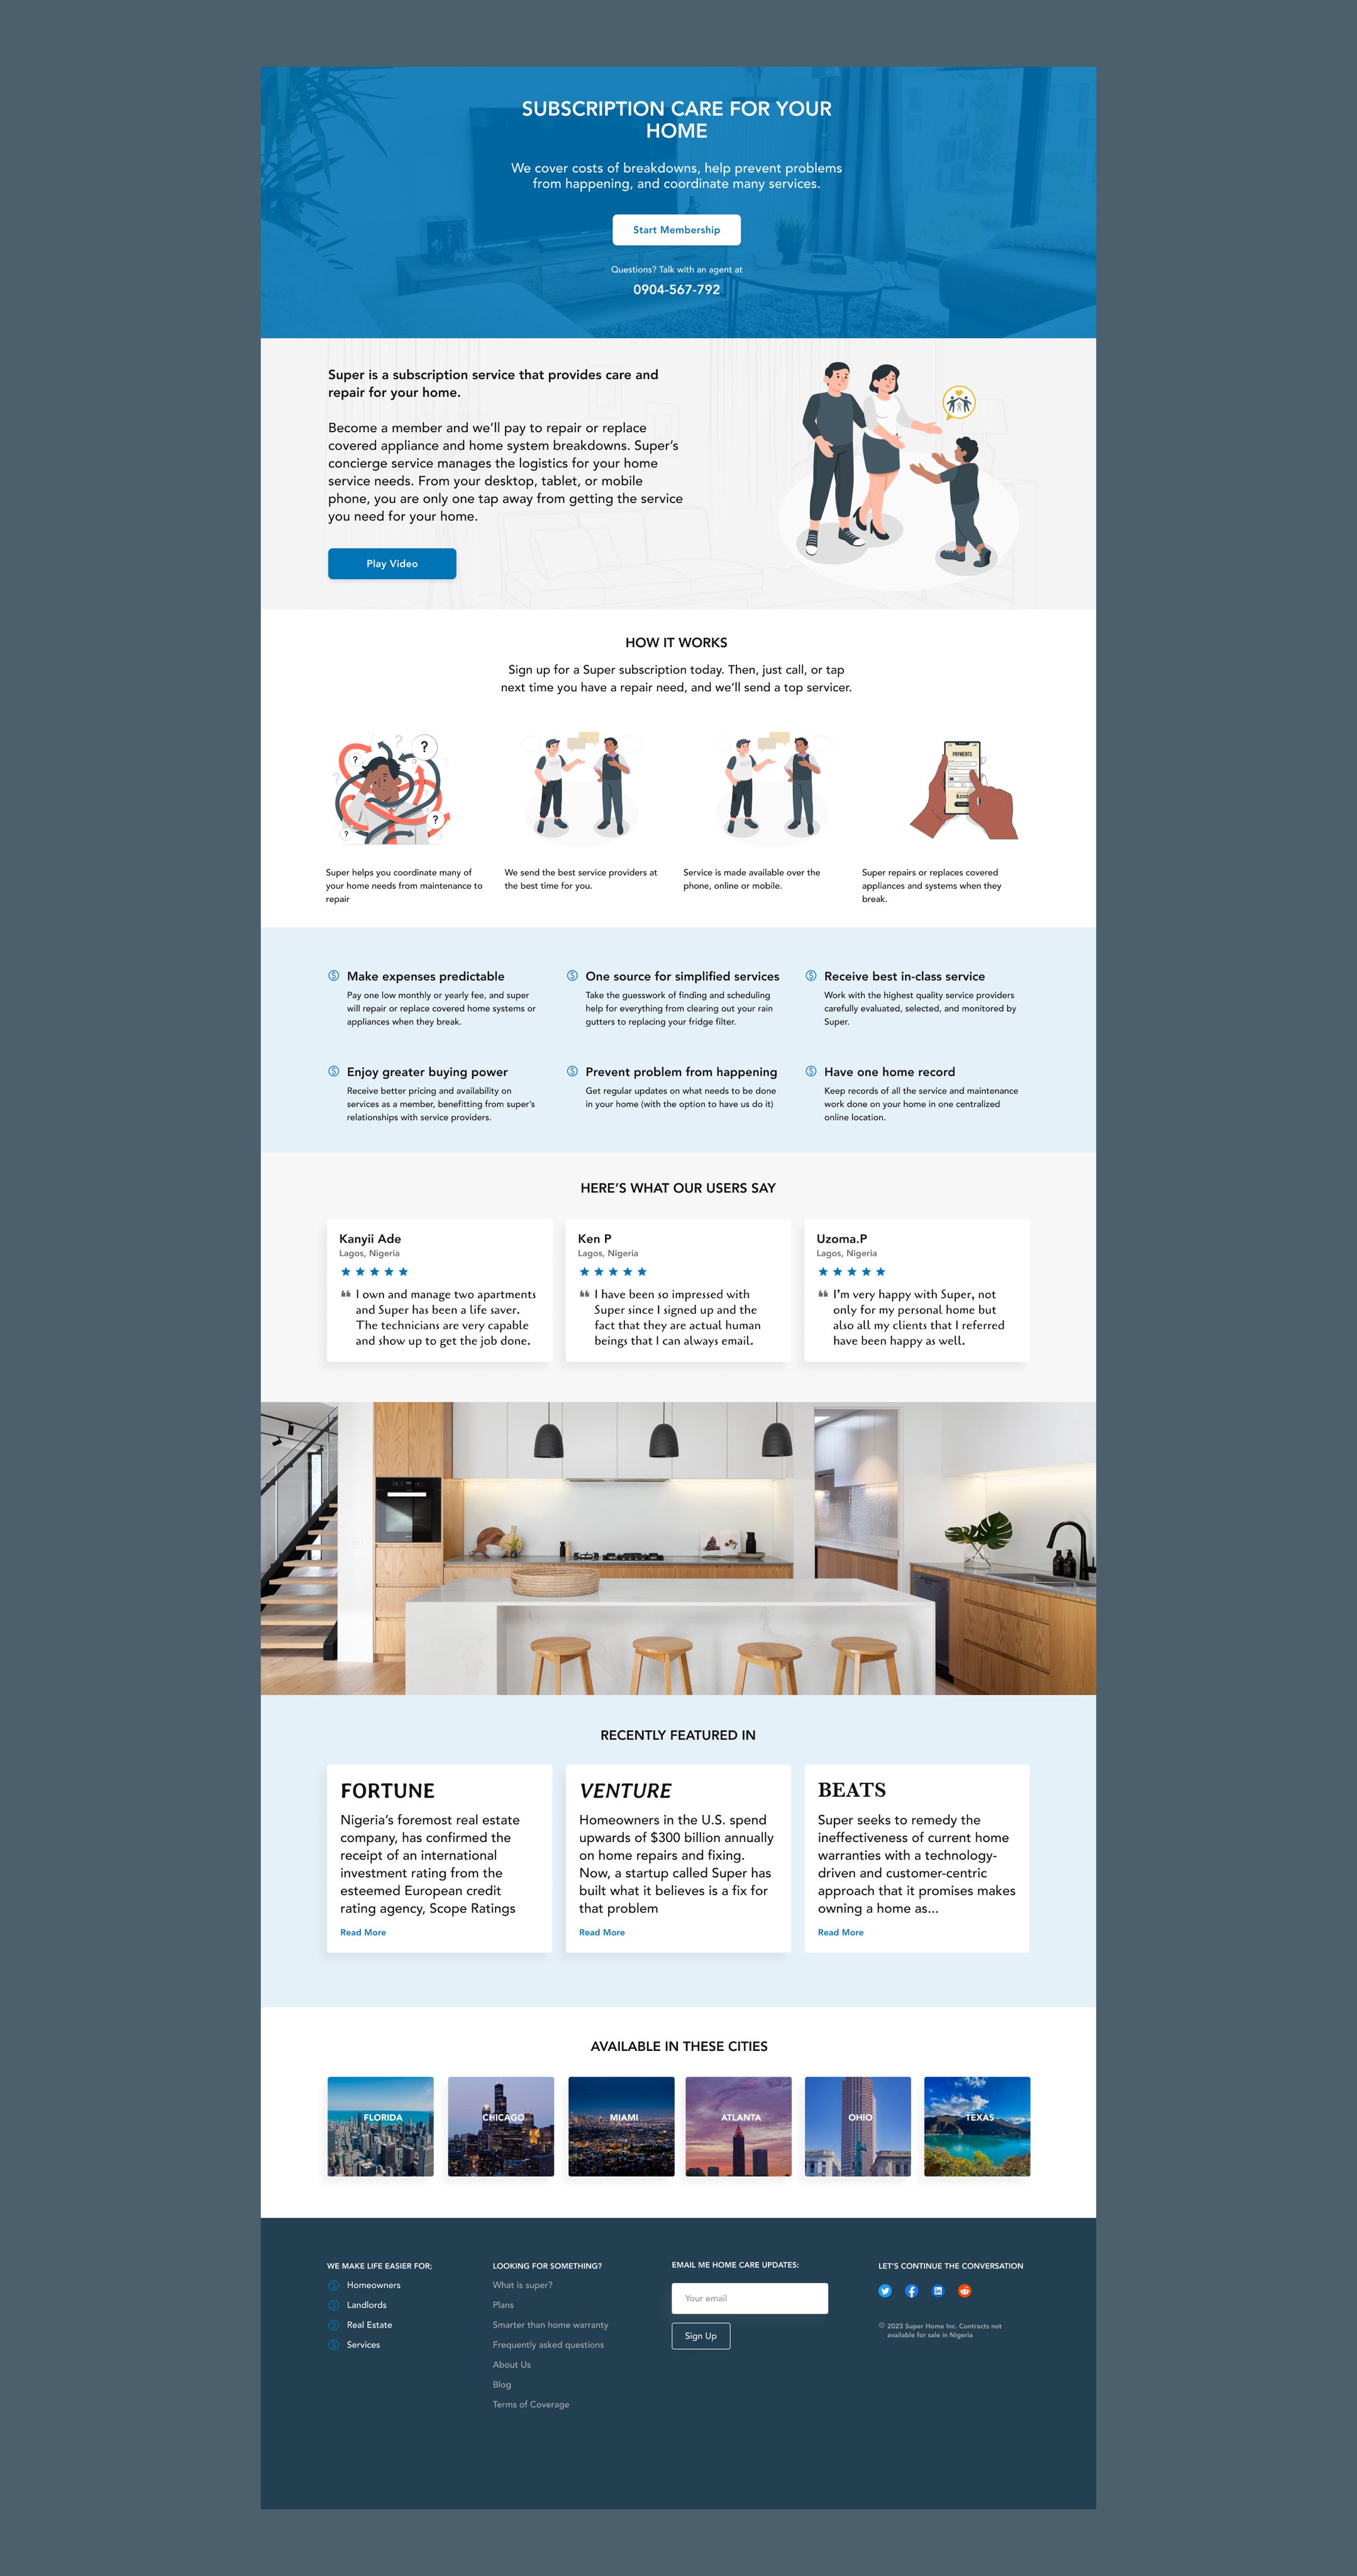 SUBSCRIPTION CARE FOR YOUR
HOME
We cover costs of breakdowns, help prevent problems
from happening, and coordinate many services.
Start Membership
Questions? Talk with an agent at
0904-567-792
Super is a subscription service that provides care and
repair for your home.
Become a member and we’ll pay to repair or replace
covered appliance and home system breakdowns. Super’s
concierge service manages the logistics for your home
service needs. From your desktop, tablet, or mobile
phone, you are only one tap away from getting the service
you need for your home.
Play Video
HOW IT WORKS
Sign up for a Super subscription today. Then, just call, or tap
next time you have a repair need, and we’ll send a top servicer.
PAYMENTS
Super helps you coordinate many of
your home needs from maintenance to
repair
We send the best service providers at
the best time for you.
Service is made available over the
phone, online or mobile.
Super repairs or replaces covered
appliances and systems when they
break.
Make expenses predictable
Pay one low monthly or yearly fee, and super
will repair or replace covered home systems or
appliances when they break.
One source for simplified services
Take the guesswork of finding and scheduling
help for everything from clearing out your rain
gutters to replacing your fridge filter.
Receive best in-class service
Work with the highest quality service providers
carefully evaluated, selected, and monitored by
Super.
Enjoy greater buying power
Receive better pricing and availability on
services as a member, benefitting from super’s
relationships with service providers.
Prevent problem from happening
Get regular updates on what needs to be done
in your home (with the option to have us do it)
Have one home record
Keep records of all the service and maintenance
work done on your home in one centralized
online location.
HERE’S WHAT OUR USERS SAY
Kanyii Ade
Lagos, Nigeria
“ I own and manage two apartments
and Super has been a life saver.
The technicians are very capable
and show up to get the job done.
Ken P
Lagos, Nigeria
“ I have been so impressed with
Super since I signed up and the
fact that they are actual human
beings that I can always email.
Uzoma.P
Lagos, Nigeria
“ I’m very happy with Super, not
only for my personal home but
also all my clients that I referred
have been happy as well.
RECENTLY FEATURED IN
FORTUNE
Nigeria’s foremost real estate
company, has confirmed the
receipt of an international
investment rating from the
esteemed European credit
rating agency, Scope Ratings
Read More
VENTURE
Homeowners in the U.S. spend
upwards of $300 billion annually
on home repairs and fixing.
Now, a startup called Super has
built what it believes is a fix for
that problem
Read More
BEATS
Super seeks to remedy the
ineffectiveness of current home
warranties with a technology-
driven and customer-centric
approach that it promises makes
owning a home as...
Read More
AVAILABLE IN THESE CITIES
FLORIDA
CHICAGO
MIAMI
ATLANTA
OHIO
TEXAS
WE MAKE LIFE EASIER FOR;
Homeowners
Landlords
Real Estate
Services
LOOKING FOR SOMETHING?
What is super?
Plans
Smarter than home warranty
Frequently asked questions
About Us
Blog
Terms of Coverage
EMAIL ME HOME CARE UPDATES:
Your email
Sign Up
LET’S CONTINUE THE CONVERSATION
© 2023 Super Home Inc. Contracts not
available for sale in Nigeria